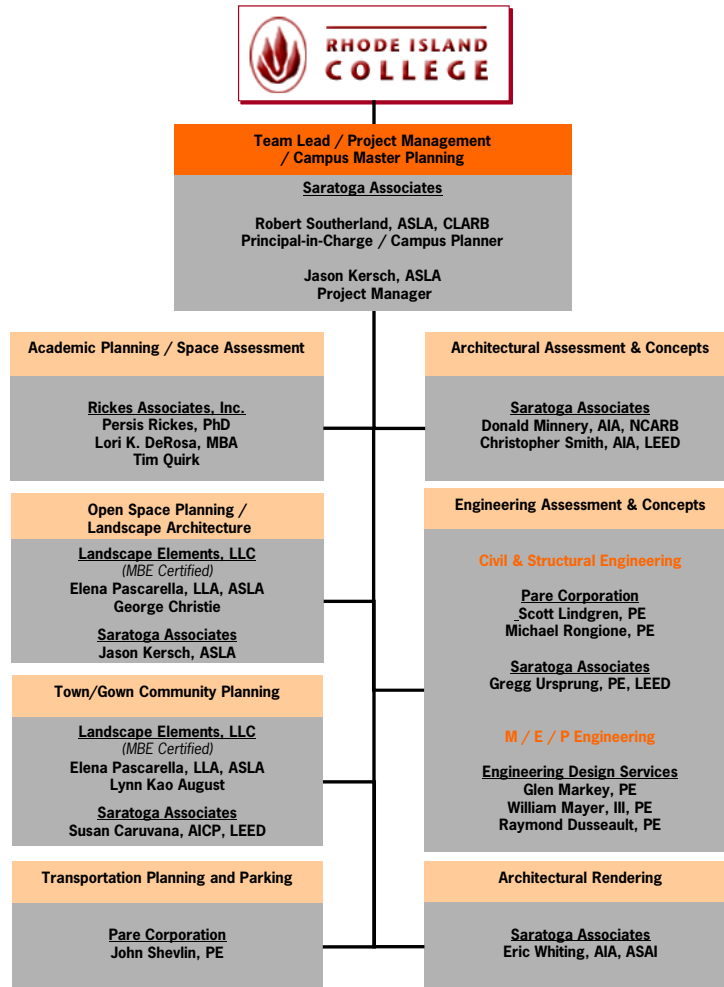 RHODE ISLAND
COLLEGE
Team Lead / Project Management
/ Campus Master Planning
Saratoga Associates
Robert Southerland, ASLA, CLARB
Principal-in-Charge / Campus Planner
Jason Kersch, ASLA
Project Manager
Academic Planning / Space Assessment
Rickes Associates, Inc.
Persis Rickes, PhD
Lori K. DeRosa, MBA
Tim Quirk
Architectural Assessment & Concepts
Saratoga Associates
Donald Minnery, AIA, NCARB
Christopher Smith, AIA, LEED
Open Space Planning /
Landscape Architecture
Landscape Elements, LLC
(MBE Certified)
Elena Pascarella, LLA, ASLA
George Christie
Saratoga Associates
Jason Kersch, ASLA
Engineering Assessment & Concepts
Civil & Structural Engineering
Pare Corporation
Scott Lindgren, PE
Michael Rongione, PE
Saratoga Associates
Gregg Ursprung, PE, LEED
M / E / P Engineering
Engineering Design Services
Glen Markey, PE
William Mayer, III, PE
Raymond Dusseault, PE
Town/Gown Community Planning
Landscape Elements, LLC
(MBE Certified)
Elena Pascarella, LLA, ASLA
Lynn Kao August
Saratoga Associates
Susan Caruvana, AICP, LEED
Transportation Planning and Parking
Pare Corporation
John Shevlin, PE
Architectural Rendering
Saratoga Associates
Eric Whiting, AIA, ASAI